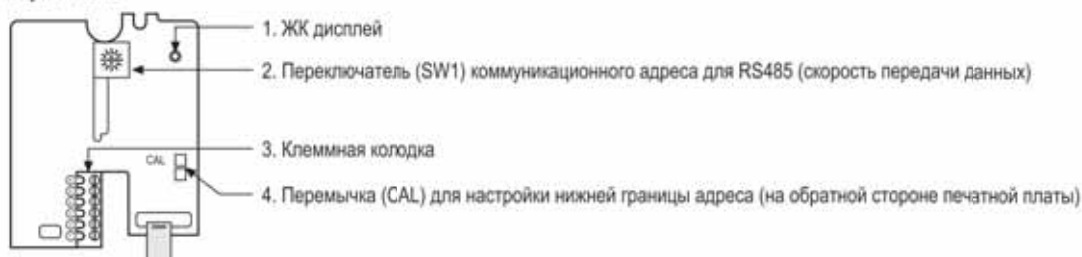 1. ЖК дисплей
2. Переключатель (SW1) коммуникационного адреса для RS485 (скорость передачи данных)
3. Клеммная колодка
CAL
4. Перемычка (CAL) для настройки нижней границы адреса (на обратной стороне печатной платы)